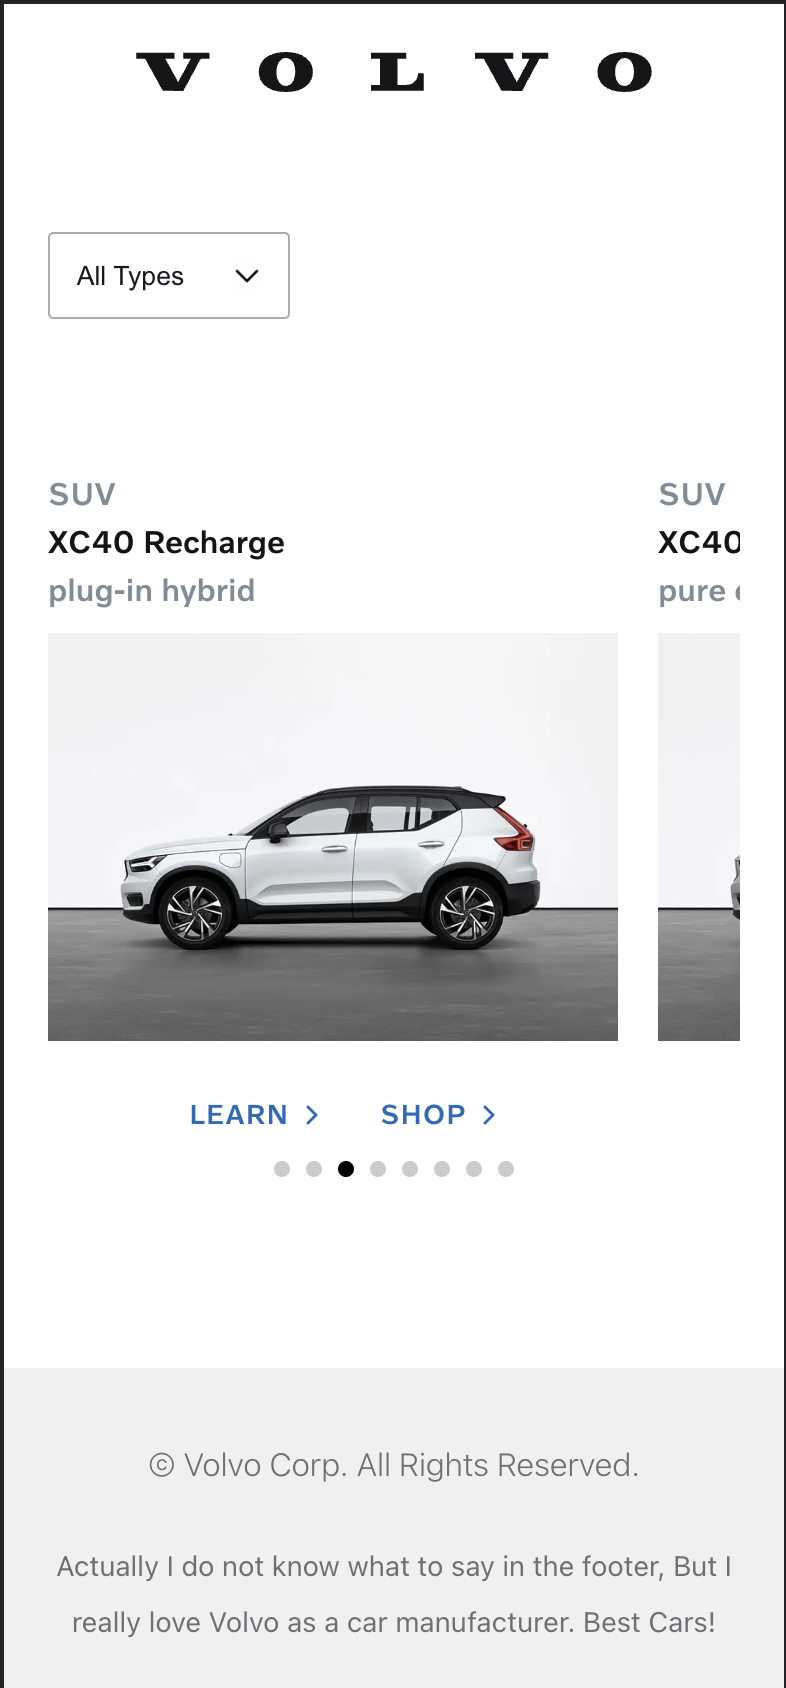 VOLVO
All Types
SUV
XC40 Recharge
plug-in hybrid
SUV
XC40
pure
LEARN
SHOP
© Volvo Corp. All Rights Reserved.
Actually I do not know what to say in the footer, But I
really love Volvo as a car manufacturer. Best Cars!